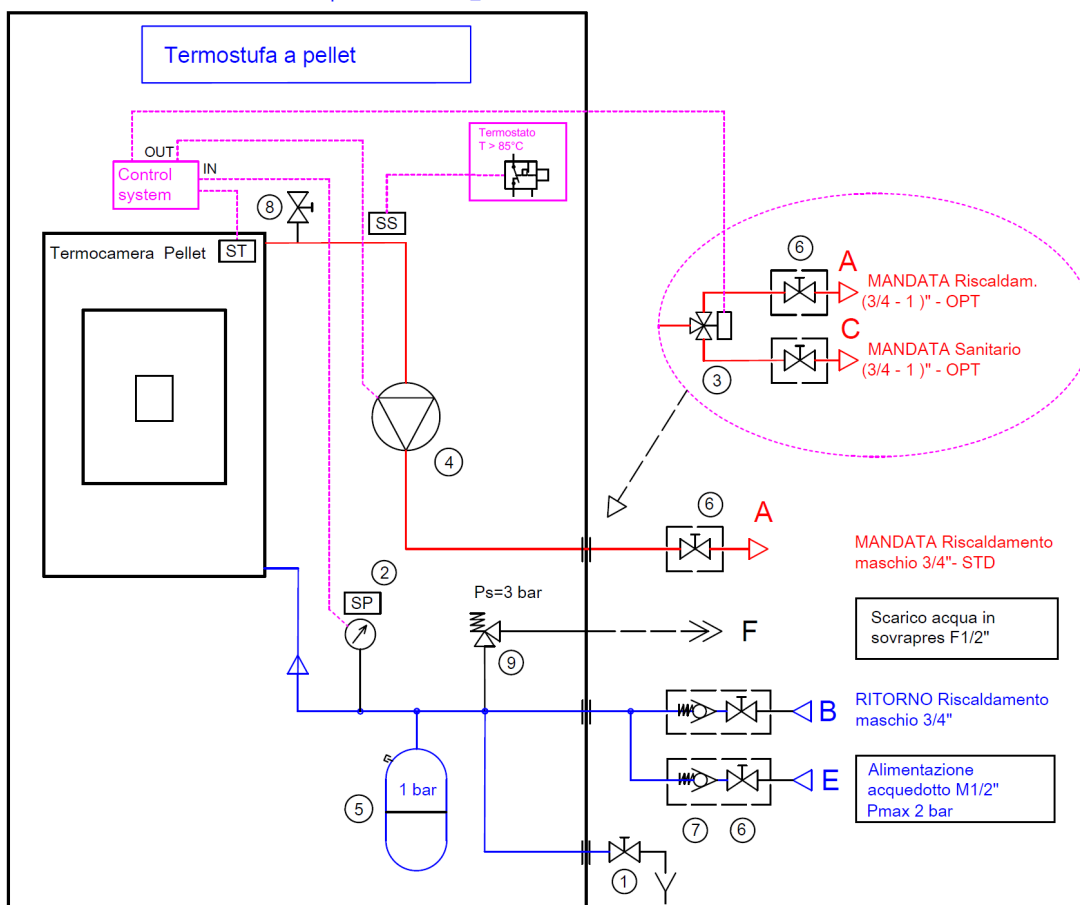 Termostufa a pellet
Termostato
T > 85°C
OUT
IN
Control
system
8
SS
Termocamera Pellet
ST
6
A
MANDATA Riscaldam.
(3/4 - 1 )" - OPT
C
MANDATA Sanitario
(3/4 - 1 )" - OPT
3
4
6
A
MANDATA Riscaldamento
maschio 3/4"- STD
2
SP
Ps=3 bar
9
F
Scarico acqua in
sovrapres F1/2"
B
RITORNO Riscaldamento
maschio 3/4"
5
1 bar
E
Alimentazione
acquedotto M1/2"
Pmax 2 bar
7
6
1